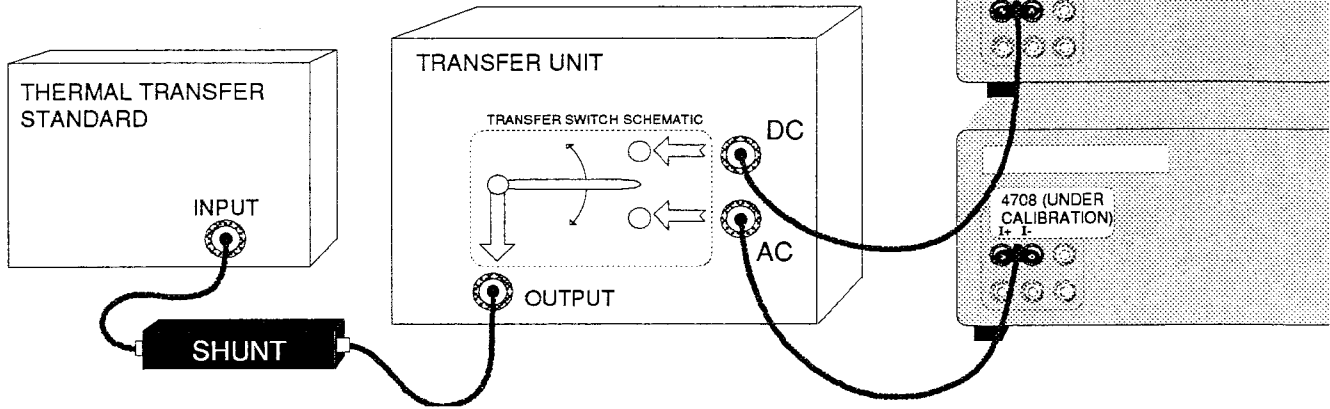 THERMAL TRANSFER
STANDARD
INPUT
SHUNT
TRANSFER UNIT
TRANSFER SWITCH SCHEMATIC
DC
AC
OUTPUT
4708 (UNDER
CALIBRATION)
I+ I-